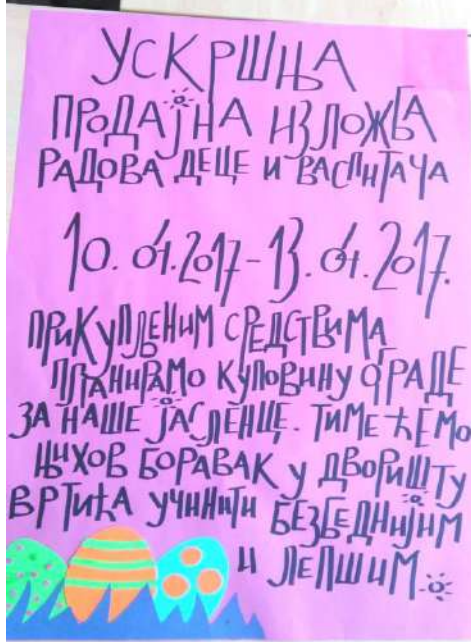 УСКРШЊА
ПРОДАЈНА ИЗЛОЖБА
РАДОВА ДЕЦЕ И ВАСПИТАЧА
10.04.2017-13.04.2017.
ПРИКУПЉЕНИМ СРЕДСТВИМА
ПЛАНИРАМО КУПОВИНУ ОГРАДЕ
ЗА НАШЕ ЈАСЛЕНЦЕ. ТИМЕ ЋЕМО
ЊИХОВ БОРАВАК У ДВОРИШТУ
ВРТИЋА УЧИНИТИ БЕЗБЕДНИЈИМ
И ЛЕПШИМ.